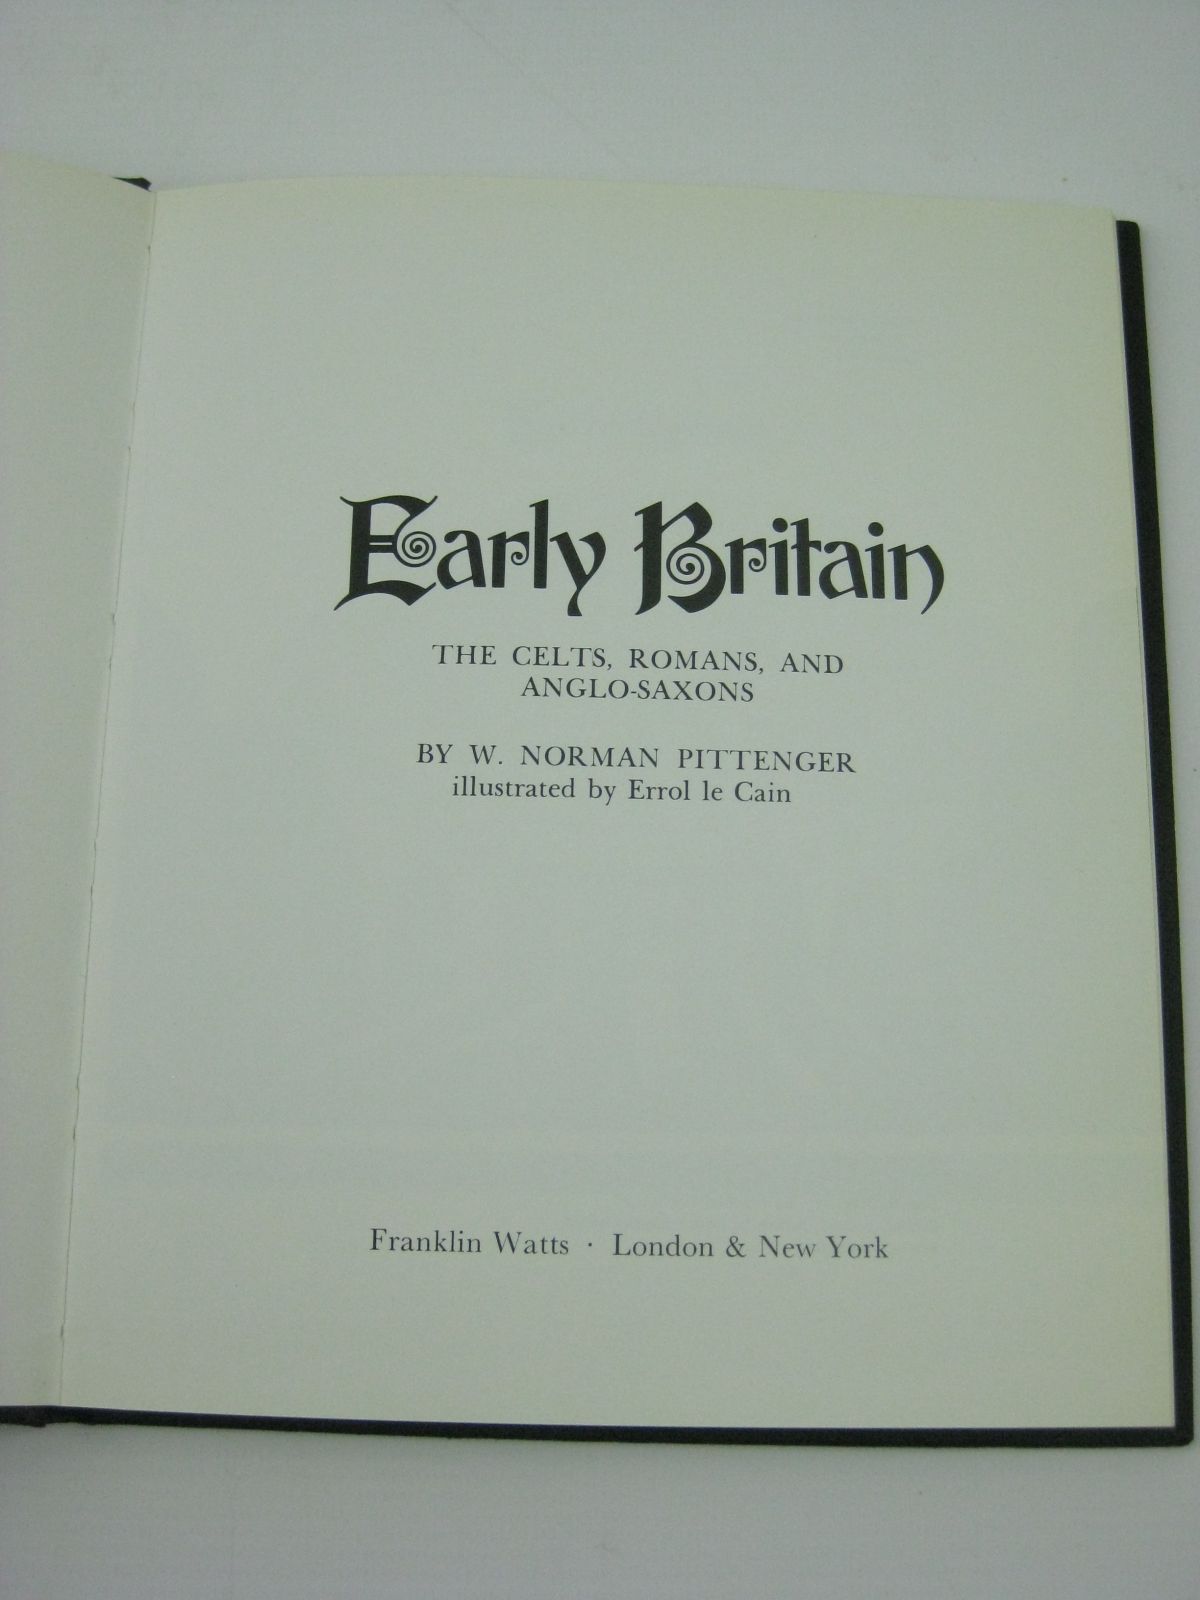 Early Britain
THE CELTS, ROMANS, AND
ANGLO-SAXONS
BY W. NORMAN PITTENGER
illustrated by Errol le Cain
Franklin Watts · London & New York